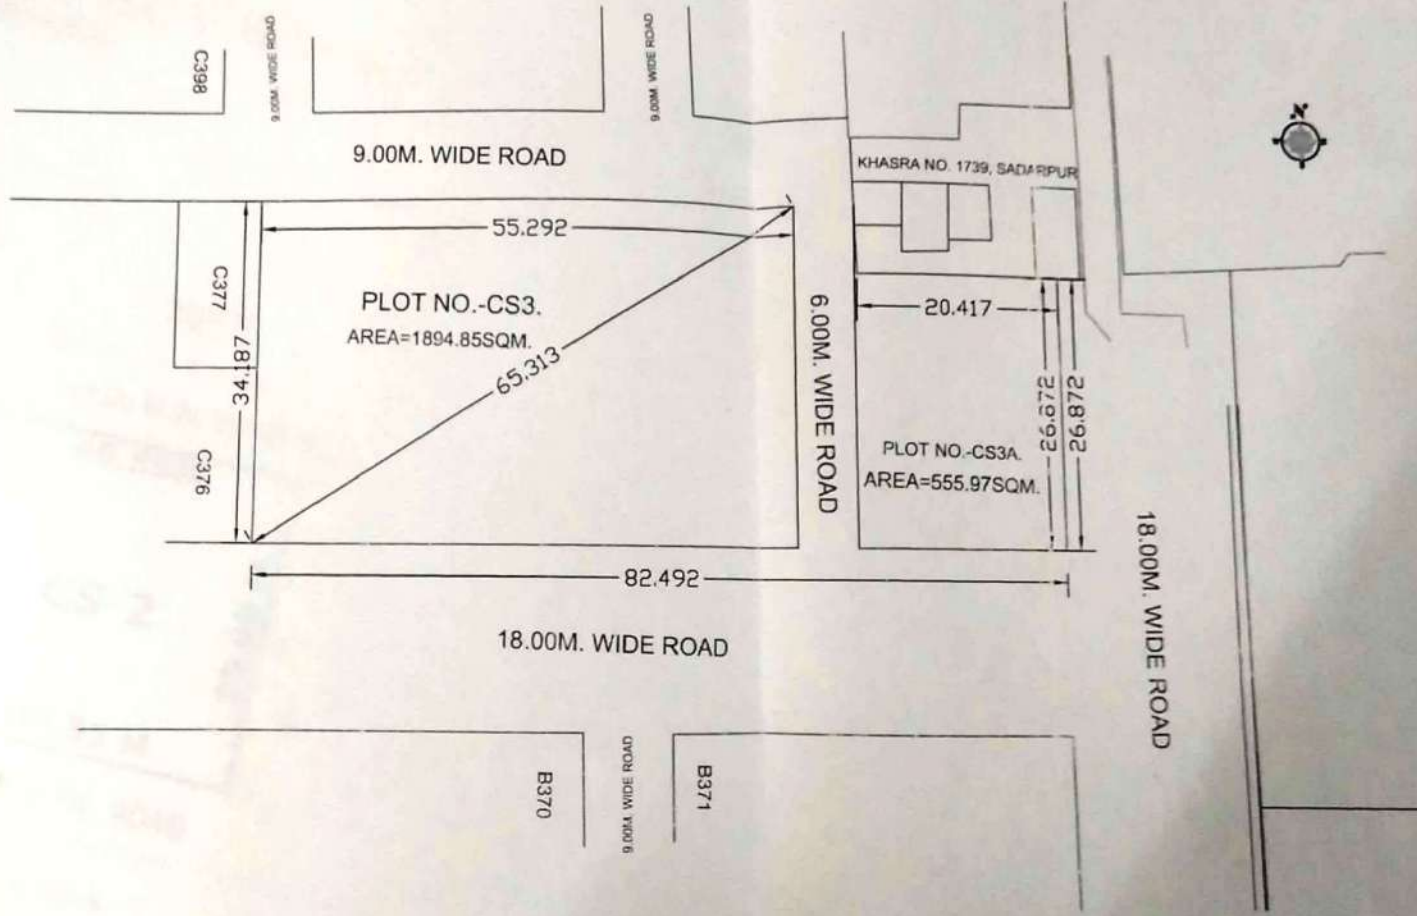 C398
9.00M. WIDE ROAD
9.00M. WIDE ROAD
9.00M. WIDE ROAD
KHASRA NO. 1739, SADARPUR
N
55.292
C377
PLOT NO.-CS3.
AREA=1894.85SQM.
34.187
65.313
6.00M. WIDE ROAD
20.417
26.872
26.872
C376
PLOT NO.-CS3A.
AREA=555.97SQM.
82.492
18.00M. WIDE ROAD
18.00M. WIDE ROAD
B370
9.00M. WIDE ROAD
B371